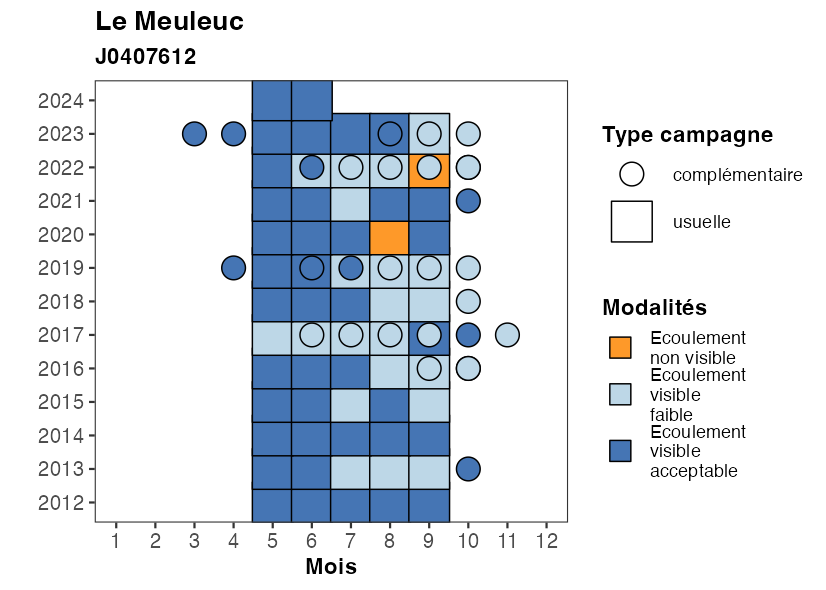 Le Meuleuc
J0407612
2024
2023
2022
2021
2020
2019
2018
2017
2016
2015
2014
2013
2012
1 2 3 4 5 6 7 8 9 10 11 12
Mois
Type campagne
complémentaire
usuelle
Modalités
Ecoulement
non visible
Ecoulement
visible
faible
Ecoulement
visible
acceptable